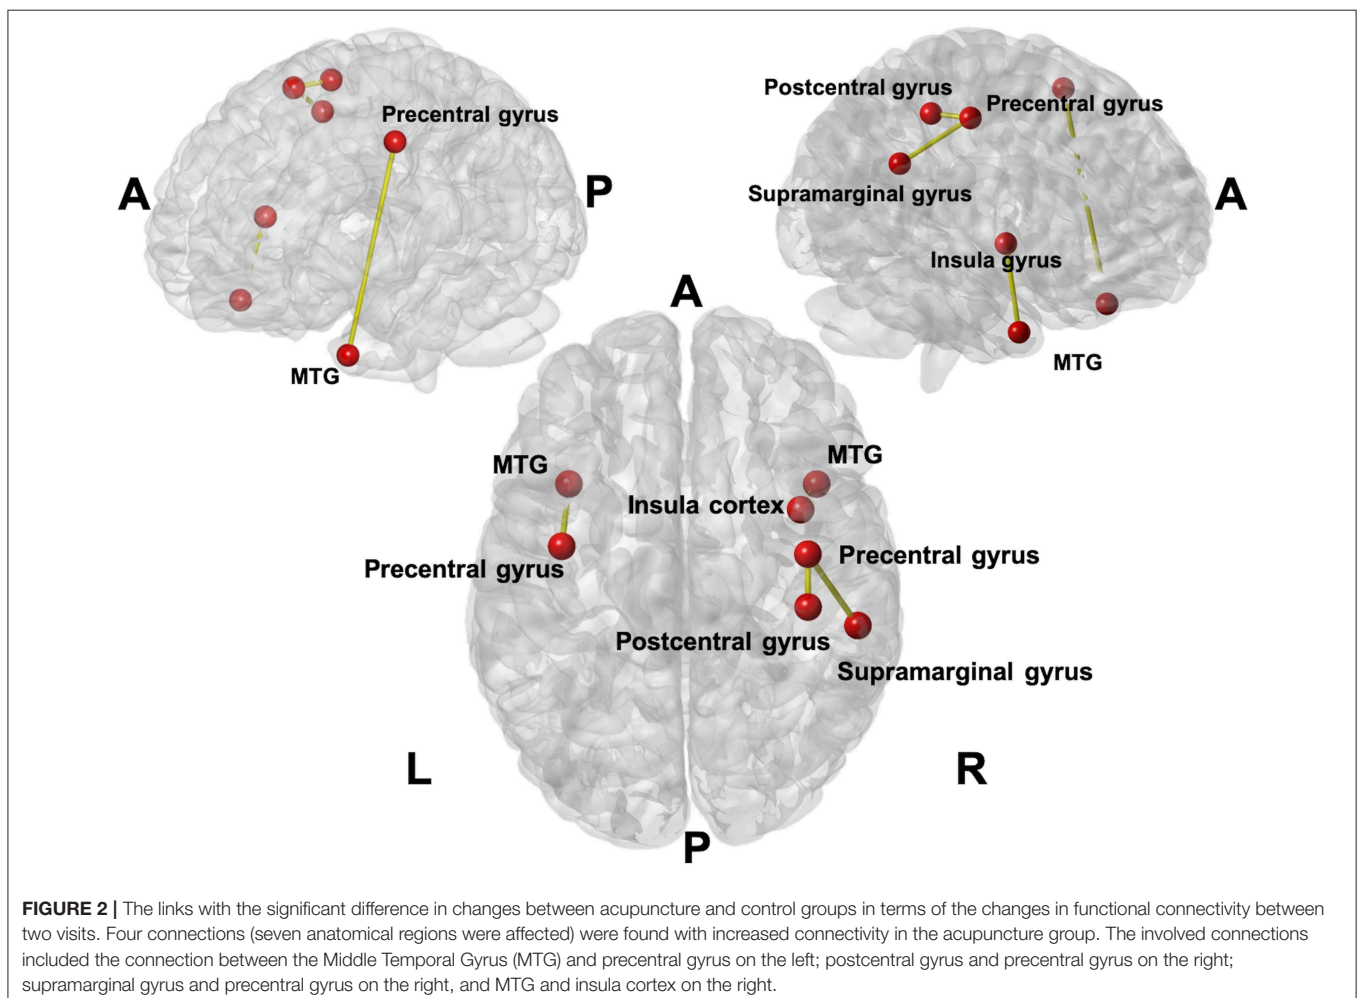 Precentral gyrus
A
P
MTG
Postcentral gyrus
Precentral gyrus
Supramarginal gyrus
A
Insula gyrus
MTG
A
MTG
MTG
Insula cortex
Precentral gyrus
Precentral gyrus
Postcentral gyrus
Supramarginal gyrus
L
R
P
FIGURE 2 | The links with the significant difference in changes between acupuncture and control groups in terms of the changes in functional connectivity between
two visits. Four connections (seven anatomical regions were affected) were found with increased connectivity in the acupuncture group. The involved connections
included the connection between the Middle Temporal Gyrus (MTG) and precentral gyrus on the left; postcentral gyrus and precentral gyrus on the right;
supramarginal gyrus and precentral gyrus on the right, and MTG and insula cortex on the right.